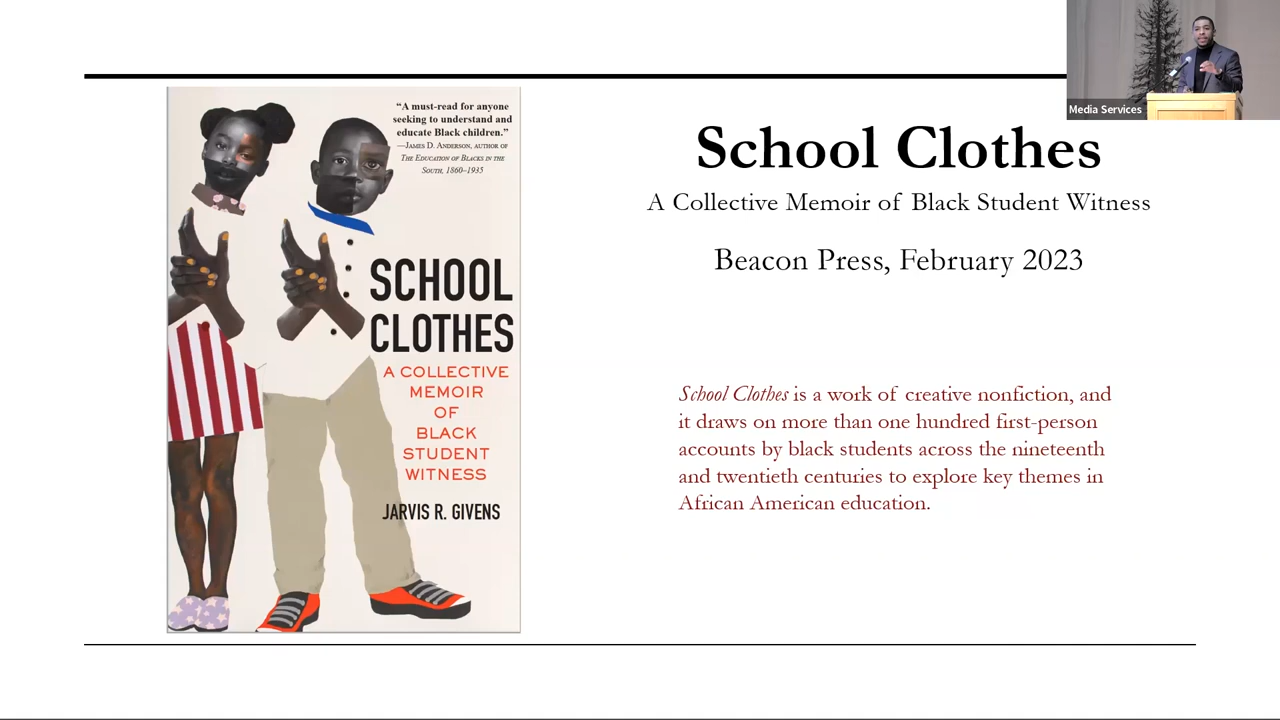 Media Services
“A must-read for anyone
seeking to understand and
educate Black children.”
—James D. Anderson, author of
The Education of Blacks in the
South, 1860–1935
SCHOOL
CLOTHES
A COLLECTIVE
MEMOIR
OF
BLACK
STUDENT
WITNESS
JARVIS R. GIVENS
School Clothes
A Collective Memoir of Black Student Witness
Beacon Press, February 2023
School Clothes is a work of creative nonfiction, and
it draws on more than one hundred first-person
accounts by black students across the nineteenth
and twentieth centuries to explore key themes in
African American education.